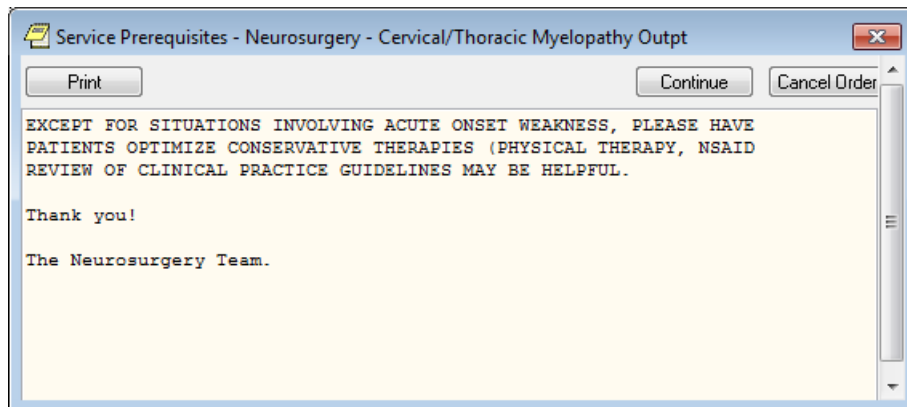 Service Prerequisites - Neurosurgery - Cervical/Thoracic Myelopathy Outpt
Print Continue Cancel Order
EXCEPT FOR SITUATIONS INVOLVING ACUTE ONSET WEAKNESS, PLEASE HAVE
PATIENTS OPTIMIZE CONSERVATIVE THERAPIES (PHYSICAL THERAPY, NSAID
REVIEW OF CLINICAL PRACTICE GUIDELINES MAY BE HELPFUL.
Thank you!
The Neurosurgery Team.